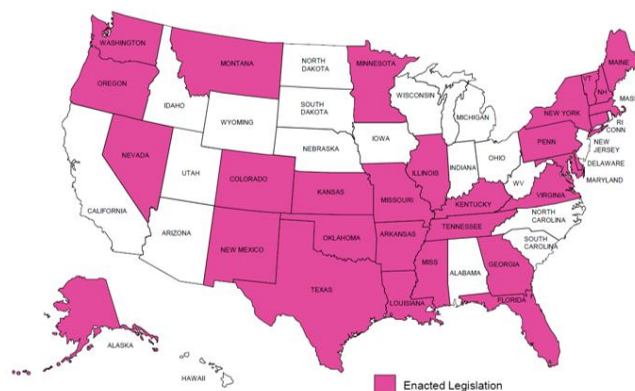 WASHINGTON
OREGON
CALIFORNIA
NEVADA
IDAHO
MONTANA
WYOMING
UTAH
ARIZONA
COLORADO
NEW MEXICO
NORTH
DAKOTA
SOUTH
DAKOTA
NEBRASKA
KANSAS
OKLAHOMA
TEXAS
MINNESOTA
IOWA
MISSOURI
ARKANSAS
LOUISIANA
WISCONSIN
ILLINOIS
MICHIGAN
INDIANA
OHIO
KENTUCKY
TENNESSEE
MISS
ALABAMA
GEORGIA
FLORIDA
SOUTH
CAROLINA
NORTH
CAROLINA
VIRGINIA
WV
PENN
NEW YORK
VT
NH
MAINE
MASS
RI
CONN
NEW
JERSEY
DELAWARE
MARYLAND
ALASKA
HAWAII
Enacted Legislation